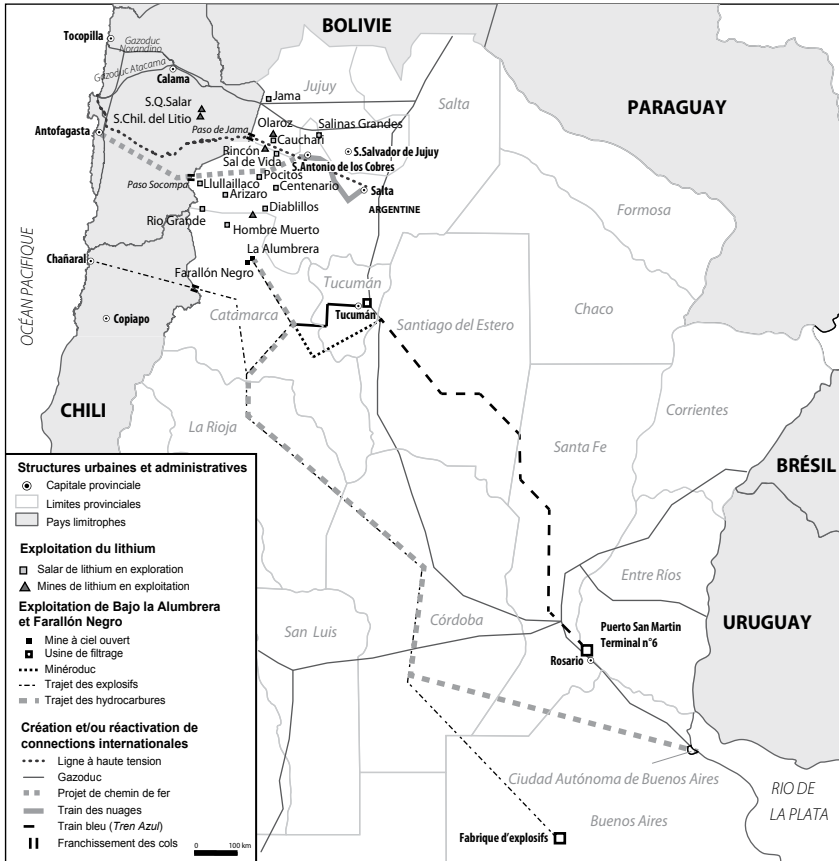 BOLIVIE
Tocopilla
Gazoduc
Norandino
Gazoduc Atacama
Calama
Jama
Jujuy
Salta
PARAGUAY
S.Q.Salar
S.Chil. del Litio
Olaroz
Salinas Grandes
Antofagasta
Paso de Jama
Cauchari
Rincón
S.Salvador de Jujuy
Sal de Vida
S.Antonio de los Cobres
Paso Socompa
Pocitos
Llullaillaco
Centenario
Salta
Arizaro
ARGENTINE
Diablillos
Rio Grande
Formosa
Hombre Muerto
OCÉAN PACIFIQUE
La Alumbrera
Chañaral
Farallón Negro
Tucumán
Catamarca
Tucumán
Chaco
Copiapo
Santiago del Estero
CHILI
La Rioja
Corrientes
Santa Fe
BRÉSIL
Structures urbaines et administratives
Capitale provinciale
Limites provinciales
Pays limitrophes
Exploitation du lithium
Salar de lithium en exploration
Mines de lithium en exploitation
Exploitation de Bajo la Alumbrera
et Farallón Negro
Mine à ciel ouvert
Usine de filtrage
Minéroduc
Trajet des explosifs
Trajet des hydrocarbures
Création et/ou réactivation de
connections internationales
Ligne à haute tension
Gazoduc
Projet de chemin de fer
Train des nuages
Train bleu (Tren Azul)
Franchissement des cols
0 100 km
Entre Ríos
San Luis
Córdoba
Puerto San Martin
Terminal n°6
URUGUAY
Rosario
Ciudad Autónoma de Buenos Aires
RIO DE
LA PLATA
Buenos Aires
Fabrique d'explosifs